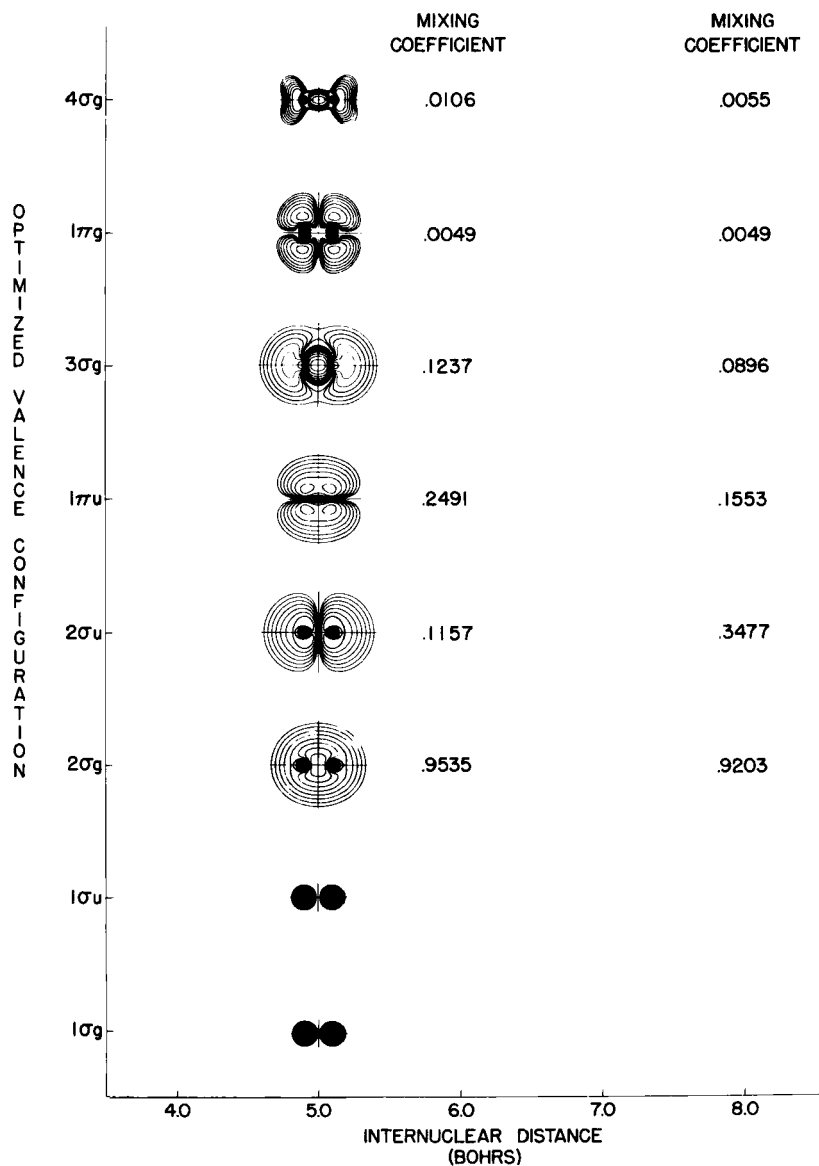 MIXING COEFFICIENT
MIXING COEFFICIENT
4σg
.0106
.0055
1πg
.0049
.0049
3σg
.1237
.0896
1πu
.2491
.1553
2σu
.1157
.3477
2σg
.9535
.9203
1σu
1σg
OPTIMIZED VALENCE CONFIGURATION
4.0
5.0
6.0
7.0
8.0
INTERNUCLEAR DISTANCE
(BOHRS)